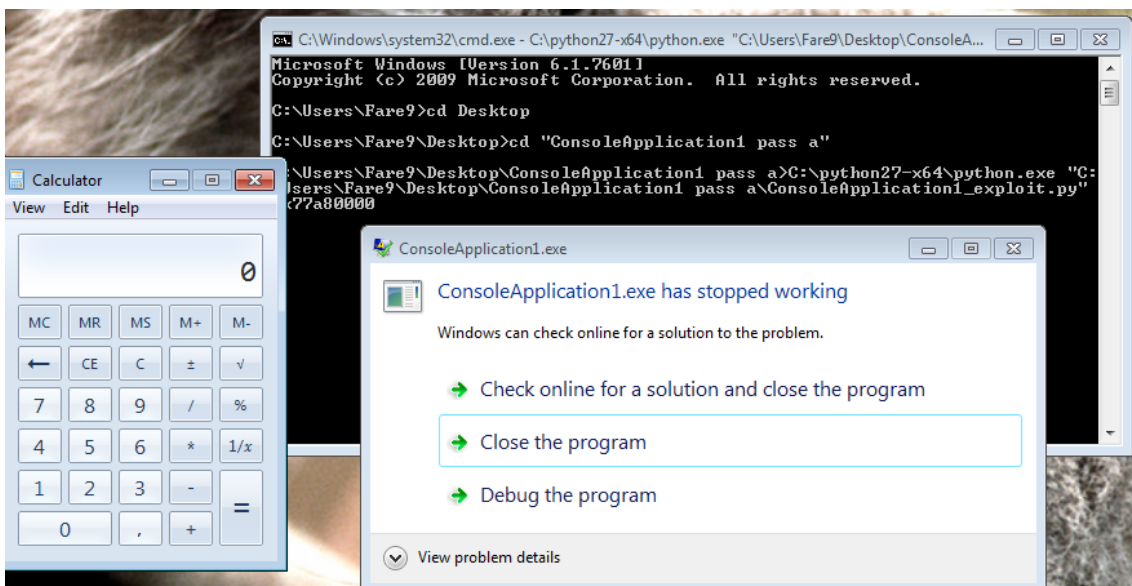 C:\Windows\system32\cmd.exe - C:\python27-x64\python.exe "C:\Users\Fare9\Desktop\ConsoleA...
Microsoft Windows [Version 6.1.7601]
Copyright (c) 2009 Microsoft Corporation.  All rights reserved.
C:\Users\Fare9>cd Desktop
C:\Users\Fare9\Desktop>cd "ConsoleApplication1 pass a"
:\Users\Fare9\Desktop\ConsoleApplication1 pass a>C:\python27-x64\python.exe "C:
Users\Fare9\Desktop\ConsoleApplication1 pass a\ConsoleApplication1_exploit.py"
x77a80000
Calculator
View Edit Help
0
MC MR MS M+ M-
← CE C ± √
7 8 9 / %
4 5 6 * 1/x
1 2 3 - =
0 , +
ConsoleApplication1.exe
ConsoleApplication1.exe has stopped working
Windows can check online for a solution to the problem.
Check online for a solution and close the program
Close the program
Debug the program
View problem details